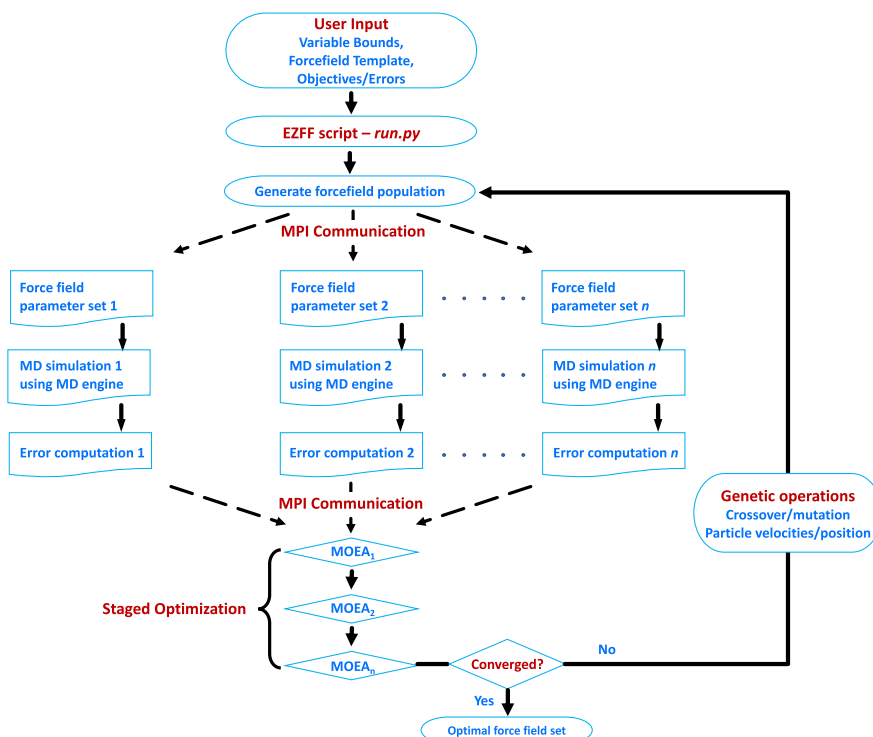 User Input
Variable Bounds,
Forcefield Template,
Objectives/Errors
EZFF script – run.py
Generate forcefield population
MPI Communication
Force field
parameter set 1
Force field
parameter set 2
Force field
parameter set n
MD simulation 1
using MD engine
MD simulation 2
using MD engine
MD simulation n
using MD engine
Error computation 1
Error computation 2
Error computation n
MPI Communication
Genetic operations
Crossover/mutation
Particle velocities/position
MOEA1
Staged Optimization
MOEA2
MOEAn
Converged?
No
Yes
Optimal force field set